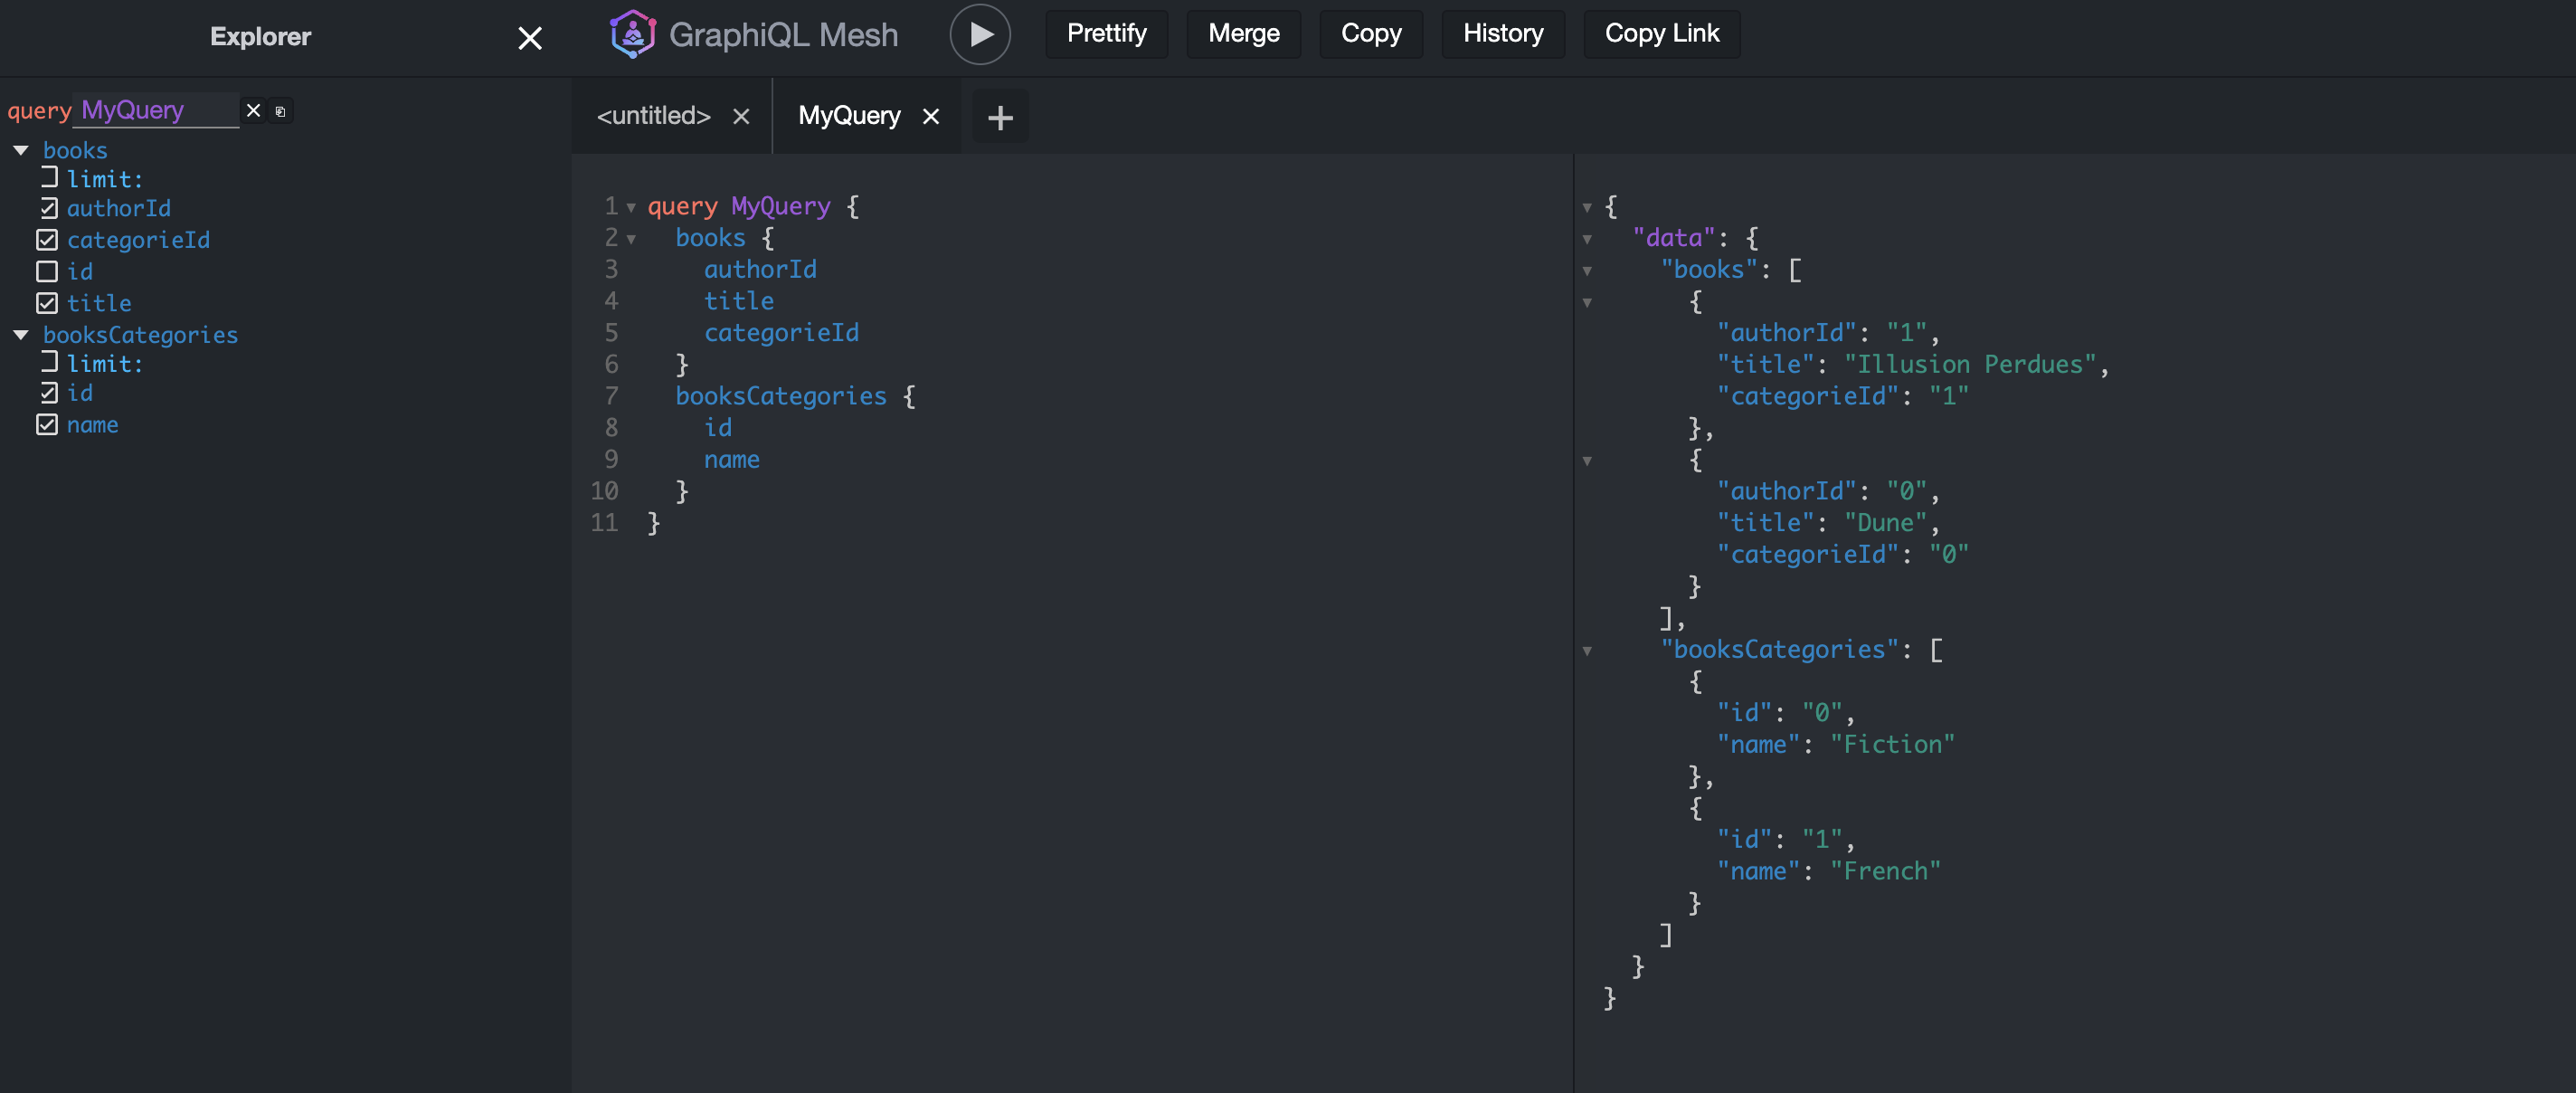 Explorer
GraphiQL Mesh
Prettify
Merge
Copy
History
Copy Link
query MyQuery
books
limit:
authorId
categorieId
id
title
booksCategories
limit:
id
name
<untitled>
MyQuery
1 query MyQuery {
2 books {
3 authorId
4 title
5 categorieId
6 }
7 booksCategories {
8 id
9 name
10 }
11 }
{
"data": {
"books": [
{
"authorId": "1",
"title": "Illusion Perdues",
"categorieId": "1"
},
{
"authorId": "0",
"title": "Dune",
"categorieId": "0"
}
],
"booksCategories": [
{
"id": "0",
"name": "Fiction"
},
{
"id": "1",
"name": "French"
}
]
}
}